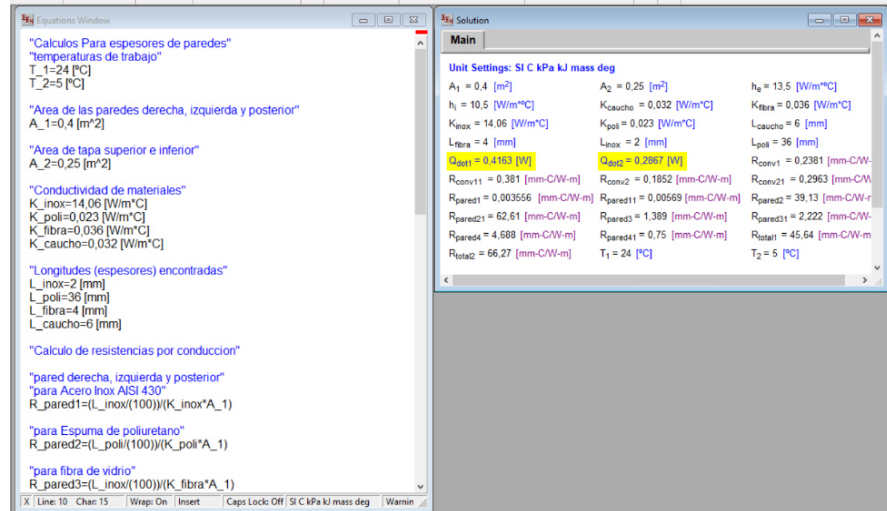 Equations Window
"Calculos Para espesores de paredes"
"temperaturas de trabajo"
T_1=24 [ºC]
T_2=5 [ºC]
"Area de las paredes derecha, izquierda y posterior"
A_1=0,4 [m^2]
"Area de tapa superior e inferior"
A_2=0,25 [m^2]
"Conductividad de materiales"
K_inox=14,06 [W/m*C]
K_poli=0,023 [W/m*C]
K_fibra=0,036 [W/m*C]
K_caucho=0,032 [W/m*C]
"Longitudes (espesores) encontradas"
L_inox=2 [mm]
L_poli=36 [mm]
L_fibra=4 [mm]
L_caucho=6 [mm]
"Calculo de resistencias por conduccion"
"pared derecha, izquierda y posterior"
"para Acero Inox AISI 430"
R_pared1=(L_inox/(100))/(K_inox*A_1)
"para Espuma de poliuretano"
R_pared2=(L_poli/(100))/(K_poli*A_1)
"para fibra de vidrio"
R_pared3=(L_inox/(100))/(K_fibra*A_1)
X Line: 10 Char: 15 Wrap: On Insert Caps Lock: Off SI C kPa kJ mass deg Warnin
Solution
Main
Unit Settings: SI C kPa kJ mass deg
A1 = 0,4 [m2] A2 = 0,25 [m2] he = 13,5 [W/m*ºC]
hi = 10,5 [W/m*ºC] Kcaucho = 0,032 [W/m*C] Kfibra = 0,036 [W/m*C]
Kinox = 14,06 [W/m*C] Kpoli = 0,023 [W/m*C] Lcaucho = 6 [mm]
Lfibra = 4 [mm] Linox = 2 [mm] Lpoli = 36 [mm]
Qdot1 = 0,4163 [W] Qdot2 = 0,2867 [W] Rconv1 = 0,2381 [mm-C/W-
Rconv11 = 0,381 [mm-C/W-m] Rconv2 = 0,1852 [mm-C/W-m] Rconv21 = 0,2963 [mm-C/W
Rpared1 = 0,003556 [mm-C/W-m] Rpared11 = 0,00569 [mm-C/W-m] Rpared2 = 39,13 [mm-C/W-m
Rpared21 = 62,61 [mm-C/W-m] Rpared3 = 1,389 [mm-C/W-m] Rpared31 = 2,222 [mm-C/W-
Rpared4 = 4,688 [mm-C/W-m] Rpared41 = 0,75 [mm-C/W-m] Rtotal1 = 45,64 [mm-C/W-m
Rtotal2 = 66,27 [mm-C/W-m] T1 = 24 [ºC] T2 = 5 [ºC]